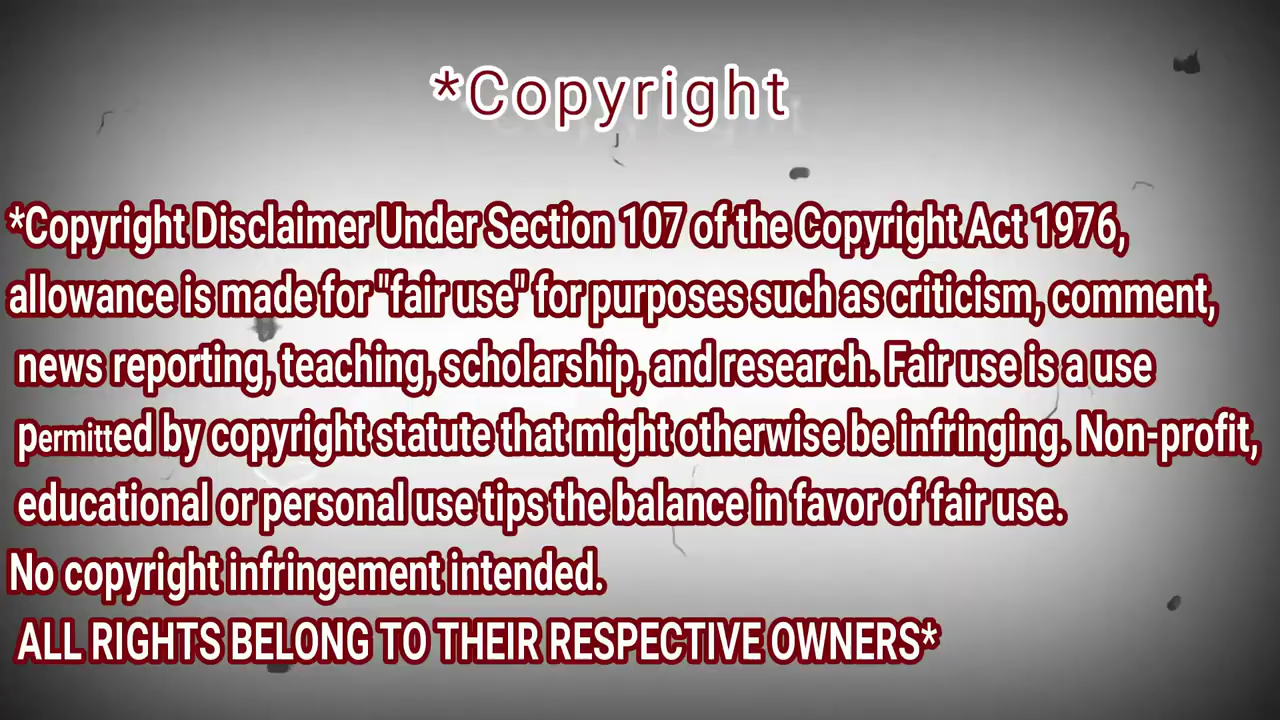 *Copyright
*Copyright Disclaimer Under Section 107 of the Copyright Act 1976,
allowance is made for "fair use" for purposes such as criticism, comment,
news reporting, teaching, scholarship, and research. Fair use is a use
permitted by copyright statute that might otherwise be infringing. Non-profit,
educational or personal use tips the balance in favor of fair use.
No copyright infringement intended.
ALL RIGHTS BELONG TO THEIR RESPECTIVE OWNERS*